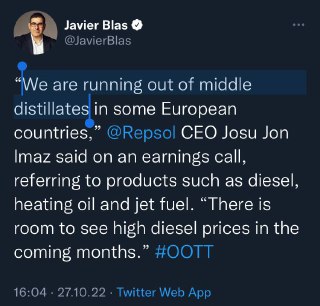 Javier Blas
@JavierBlas
“We are running out of middle
distillates in some European
countries,” @Repsol CEO Josu Jon
Imaz said on an earnings call,
referring to products such as diesel,
heating oil and jet fuel. “There is
room to see high diesel prices in the
coming months.” #OOTT
16:04 · 27.10.22 · Twitter Web App